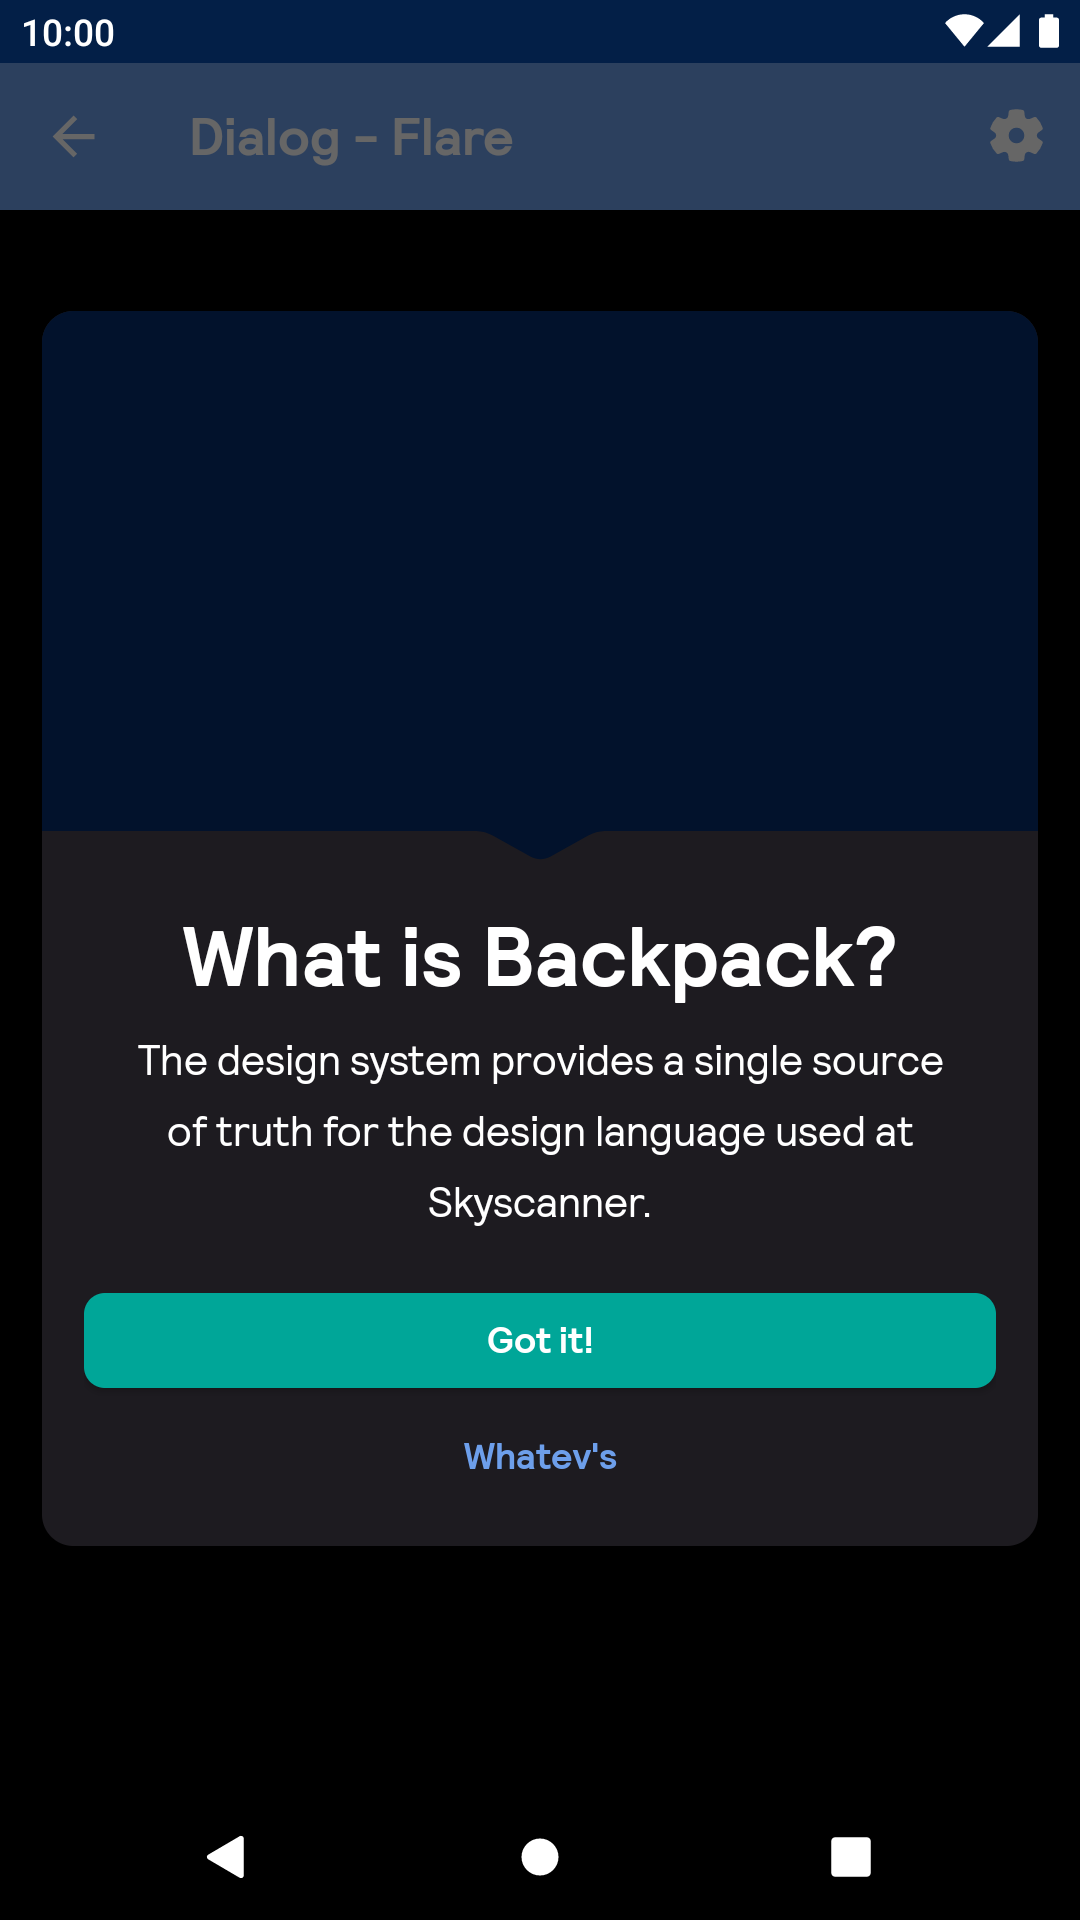 10:00
Dialog - Flare
What is Backpack?
The design system provides a single source
of truth for the design language used at
Skyscanner.
Got it!
Whatev's